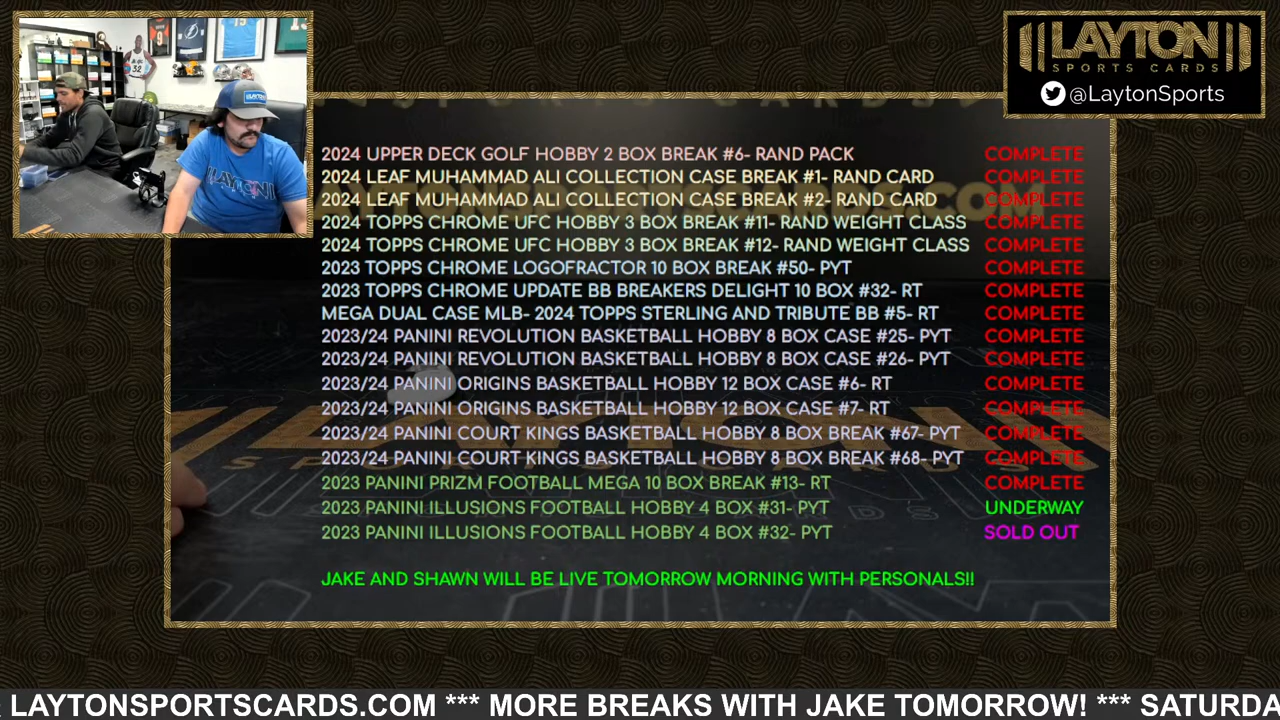 LAYTON
SPORTS CARDS
@LaytonSports
2024 UPPER DECK GOLF HOBBY 2 BOX BREAK #6- RAND PACK COMPLETE
2024 LEAF MUHAMMAD ALI COLLECTION CASE BREAK #1- RAND CARD COMPLETE
2024 LEAF MUHAMMAD ALI COLLECTION CASE BREAK #2- RAND CARD COMPLETE
2024 TOPPS CHROME UFC HOBBY 3 BOX BREAK #11- RAND WEIGHT CLASS COMPLETE
2024 TOPPS CHROME UFC HOBBY 3 BOX BREAK #12- RAND WEIGHT CLASS COMPLETE
2023 TOPPS CHROME LOGOFRACTOR 10 BOX BREAK #50- PYT COMPLETE
2023 TOPPS CHROME UPDATE BB BREAKERS DELIGHT 10 BOX #32- RT COMPLETE
MEGA DUAL CASE MLB- 2024 TOPPS STERLING AND TRIBUTE BB #5- RT COMPLETE
2023/24 PANINI REVOLUTION BASKETBALL HOBBY 8 BOX CASE #25- PYT COMPLETE
2023/24 PANINI REVOLUTION BASKETBALL HOBBY 8 BOX CASE #26- PYT COMPLETE
2023/24 PANINI ORIGINS BASKETBALL HOBBY 12 BOX CASE #6- RT COMPLETE
2023/24 PANINI ORIGINS BASKETBALL HOBBY 12 BOX CASE #7- RT COMPLETE
2023/24 PANINI COURT KINGS BASKETBALL HOBBY 8 BOX BREAK #67- PYT COMPLETE
2023/24 PANINI COURT KINGS BASKETBALL HOBBY 8 BOX BREAK #68- PYT COMPLETE
2023 PANINI PRIZM FOOTBALL MEGA 10 BOX BREAK #13- RT COMPLETE
2023 PANINI ILLUSIONS FOOTBALL HOBBY 4 BOX #31- PYT UNDERWAY
2023 PANINI ILLUSIONS FOOTBALL HOBBY 4 BOX #32- PYT SOLD OUT
JAKE AND SHAWN WILL BE LIVE TOMORROW MORNING WITH PERSONALS!!
LAYTONSPORTSCARDS.COM *** MORE BREAKS WITH JAKE TOMORROW! *** SATURDA